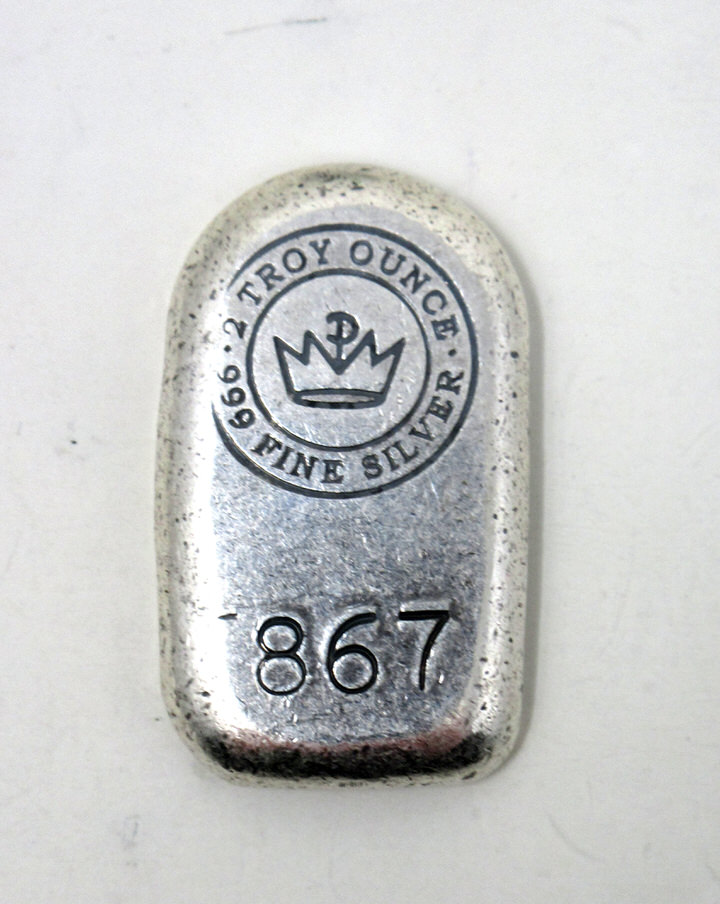 · 2 TROY OUNCE ·
999 FINE SILVER
P
867